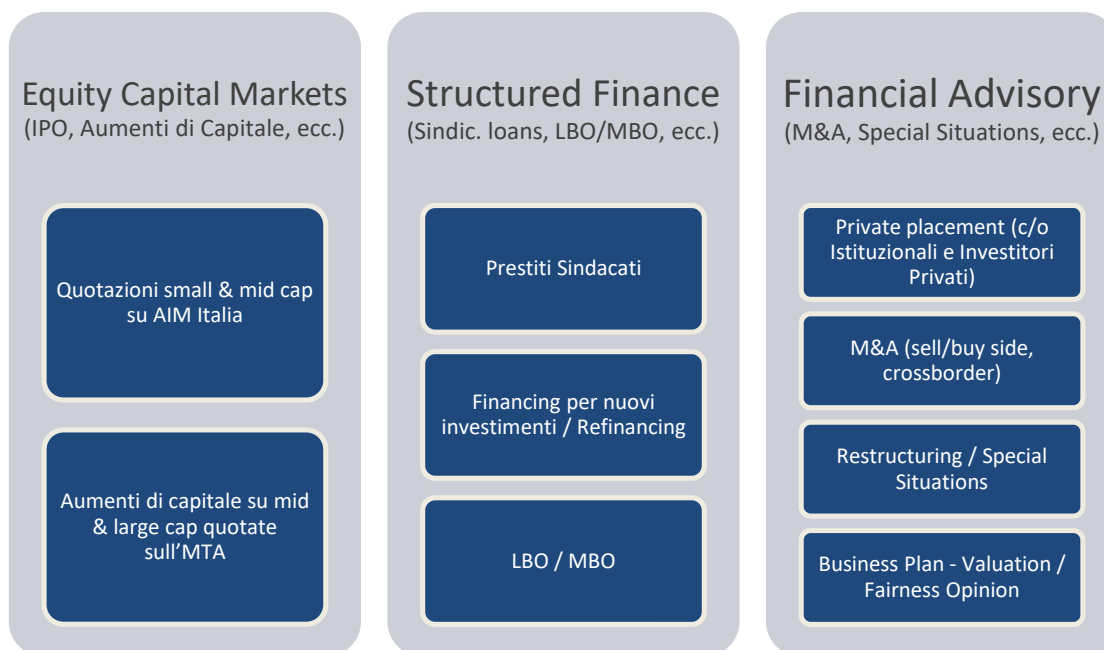 Equity Capital Markets
(IPO, Aumenti di Capitale, ecc.)
Quotazioni small & mid cap
su AIM Italia
Aumenti di capitale su mid
& large cap quotate
sull’MTA
Structured Finance
(Sindic. loans, LBO/MBO, ecc.)
Prestiti Sindacati
Financing per nuovi
investimenti / Refinancing
LBO / MBO
Financial Advisory
(M&A, Special Situations, ecc.)
Private placement (c/o
Istituzionali e Investitori
Privati)
M&A (sell/buy side,
crossborder)
Restructuring / Special
Situations
Business Plan - Valuation /
Fairness Opinion